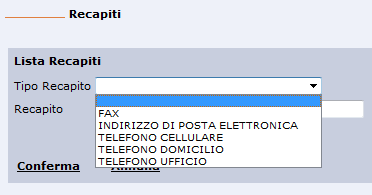 Recapiti
Lista Recapiti
Tipo Recapito
Recapito
FAX
INDIRIZZO DI POSTA ELETTRONICA
TELEFONO CELLULARE
TELEFONO DOMICILIO
TELEFONO UFFICIO
Conferma